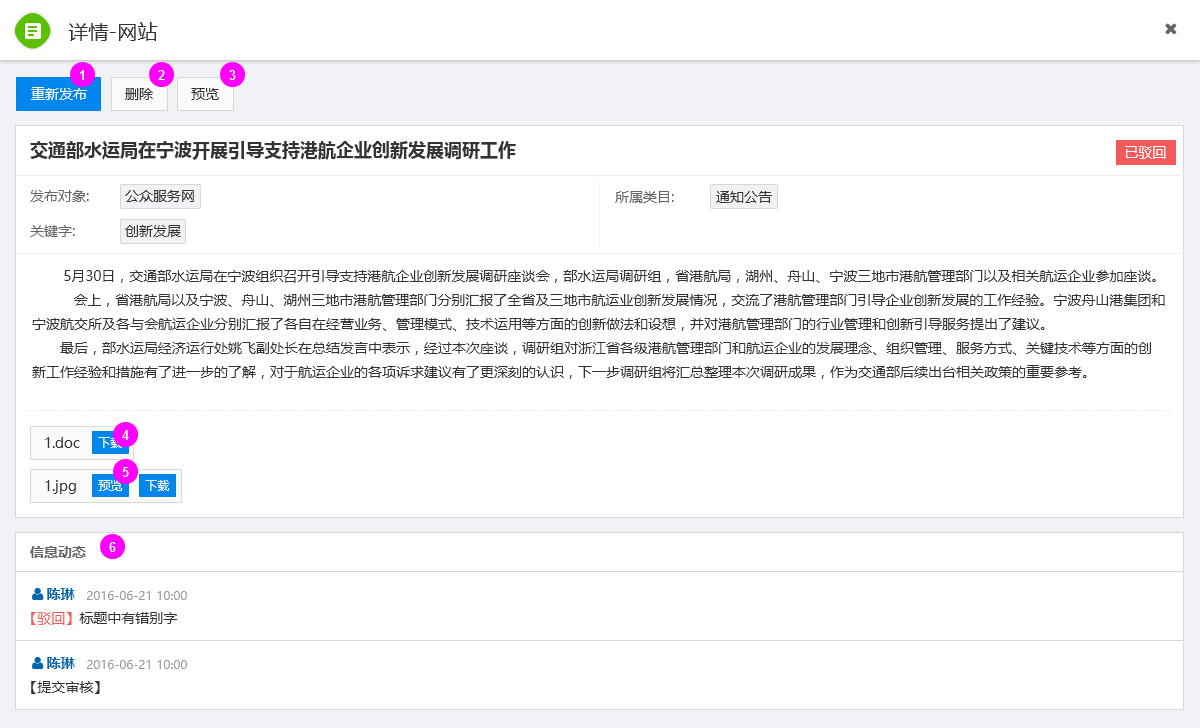 详情-网站
✖
1 2 3
重新发布 删除 预览
交通部水运局在宁波开展引导支持港航企业创新发展调研工作 已驳回
发布对象: 公众服务网 所属类目: 通知公告
关键字: 创新发展
5月30日，交通部水运局在宁波组织召开引导支持港航企业创新发展调研座谈会，部水运局调研组，省港航局，湖州、舟山、宁波三地市港航管理部门以及相关航运企业参加座谈。
会上，省港航局以及宁波、舟山、湖州三地市港航管理部门分别汇报了全省及三地市航运业创新发展情况，交流了港航管理部门引导企业创新发展的工作经验。宁波舟山港集团和
宁波航交所及各与会航运企业分别汇报了各自在经营业务、管理模式、技术运用等方面的创新做法和设想，并对港航管理部门的行业管理和创新引导服务提出了建议。
最后，部水运局经济运行处姚飞副处长在总结发言中表示，经过本次座谈，调研组对浙江省各级港航管理部门和航运企业的发展理念、组织管理、服务方式、关键技术等方面的创
新工作经验和措施有了进一步的了解，对于航运企业的各项诉求建议有了更深刻的认识，下一步调研组将汇总整理本次调研成果，作为交通部后续出台相关政策的重要参考。
1.doc 下载 4
1.jpg 预览 5 下载
信息动态 6
陈琳 2016-06-21 10:00
【驳回】标题中有错别字
陈琳 2016-06-21 10:00
【提交审核】